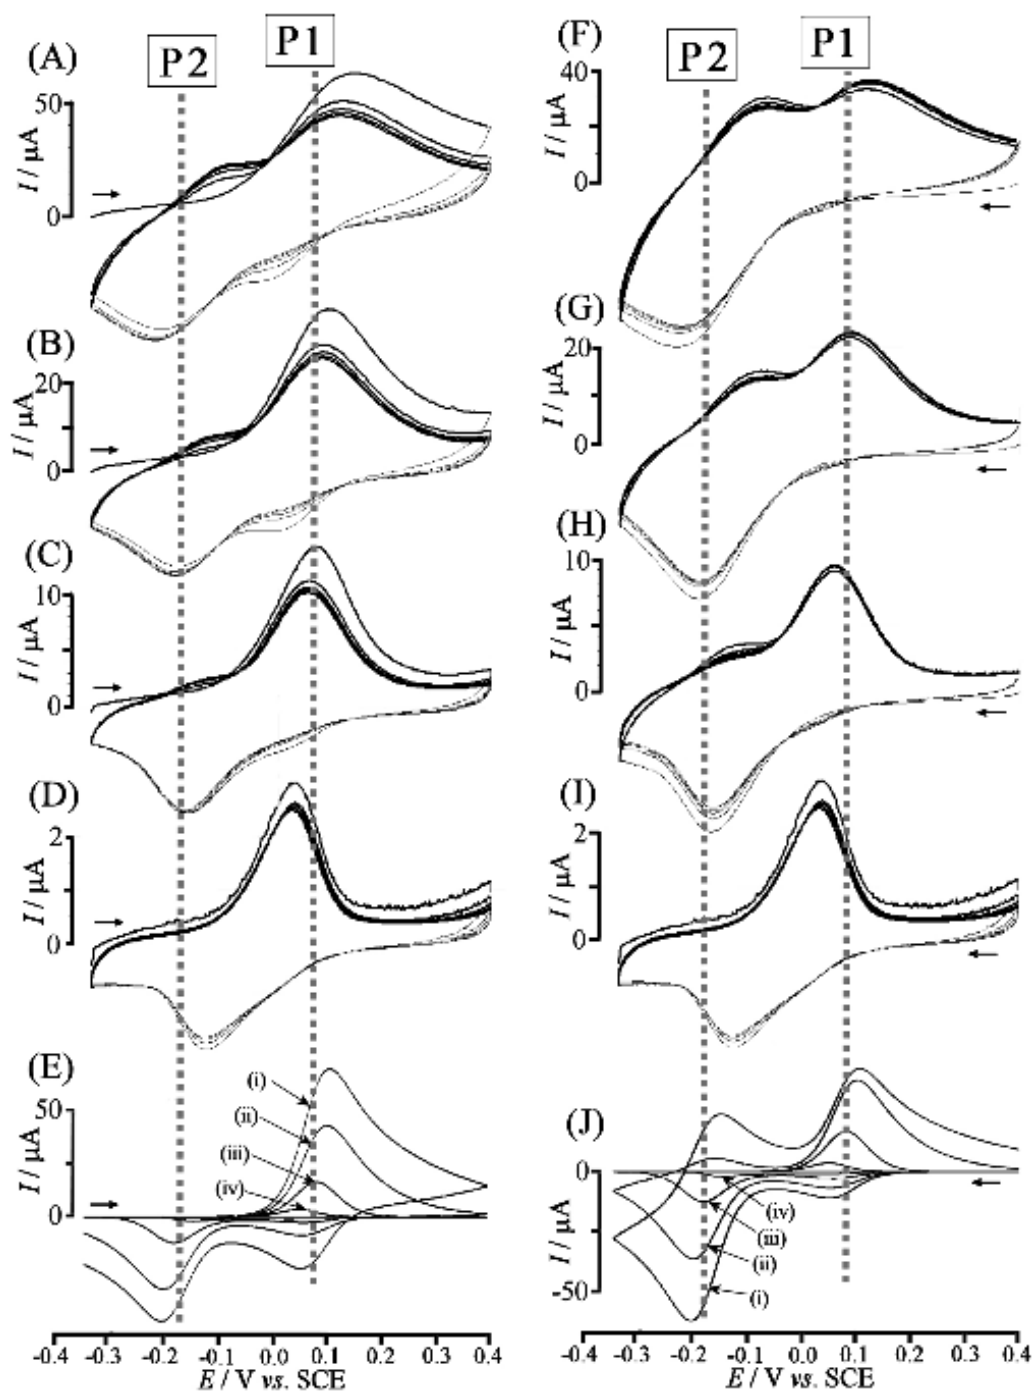 P2 P1
(A)
50
0
I / µA
(B)
20
0
I / µA
(C)
10
0
I / µA
(D)
2
0
I / µA
(E)
50
0
I / µA
(i)
(ii)
(iii)
(iv)
-0.4 -0.3 -0.2 -0.1 0.0 0.1 0.2 0.3 0.4
E / V vs. SCE
P2 P1
(F)
40
0
I / µA
(G)
20
0
I / µA
(H)
10
0
I / µA
(I)
2
0
I / µA
(J)
0
-50
I / µA
(iv)
(iii)
(ii)
(i)
-0.4 -0.3 -0.2 -0.1 0.0 0.1 0.2 0.3 0.4
E / V vs. SCE